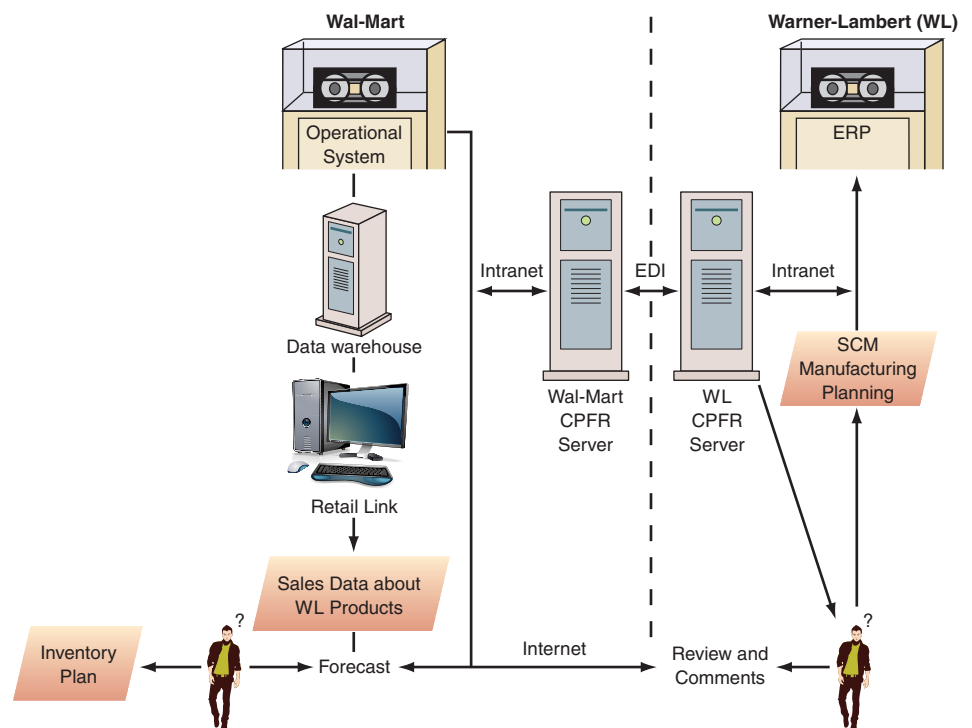 Wal-Mart
Warner-Lambert (WL)
Operational
System
ERP
Intranet
EDI
Intranet
Data warehouse
SCM
Manufacturing
Planning
Wal-Mart
CPFR
Server
WL
CPFR
Server
Retail Link
Sales Data about
WL Products
?
?
Inventory
Plan
Forecast
Internet
Review and
Comments